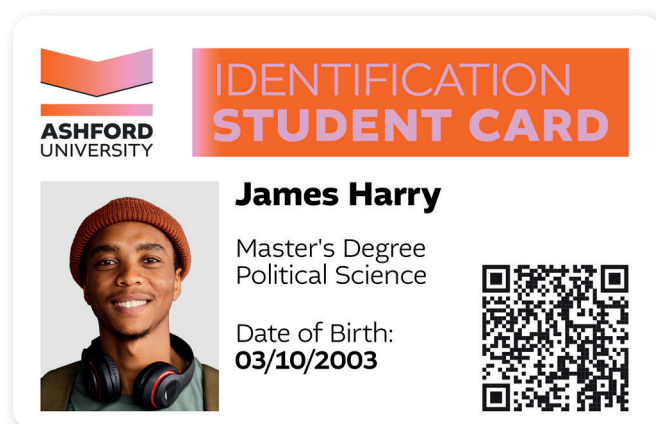 ASHFORD
UNIVERSITY
IDENTIFICATION
STUDENT CARD
James Harry
Master's Degree
Political Science
Date of Birth:
03/10/2003